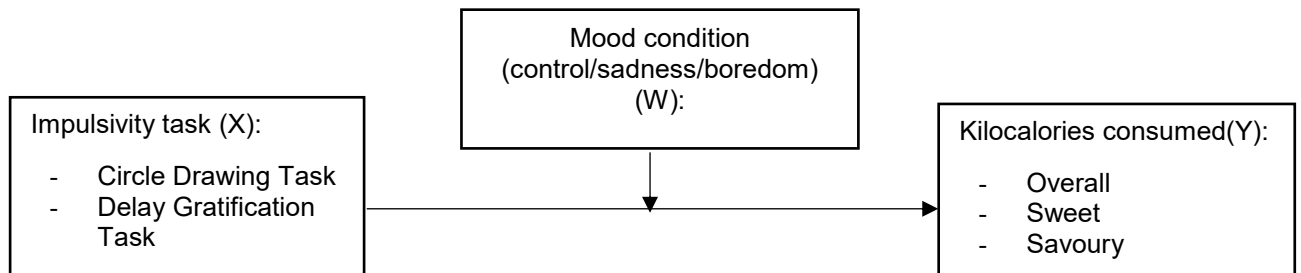 Mood condition
(control/sadness/boredom)
(W):
Impulsivity task (X):
- Circle Drawing Task
- Delay Gratification
Task
Kilocalories consumed(Y):
- Overall
- Sweet
- Savoury